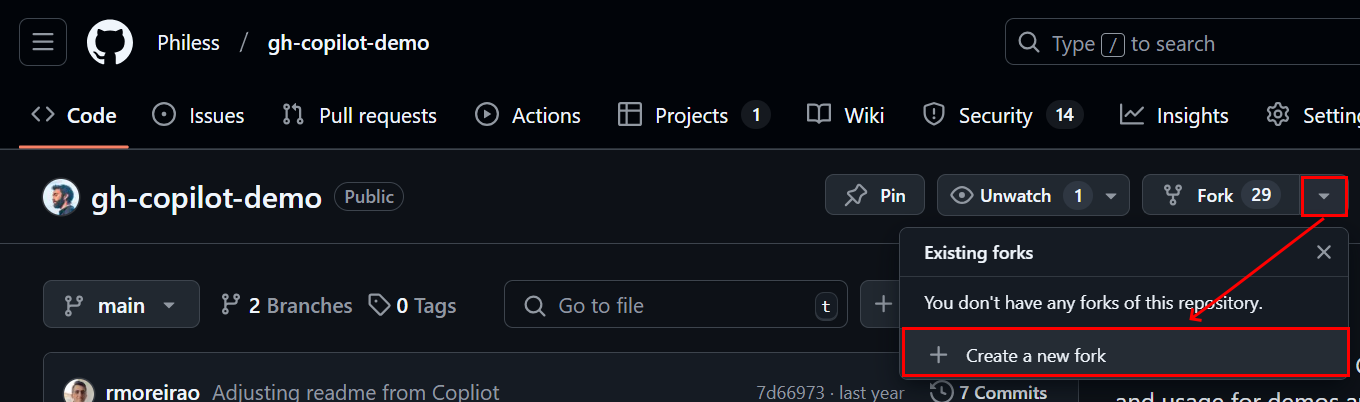 Philess / gh-copilot-demo
Type / to search
Code Issues Pull requests Actions Projects 1 Wiki Security 14 Insights
gh-copilot-demo Public
Pin Unwatch 1 Fork 29
Existing forks
You don't have any forks of this repository.
Create a new fork
main 2 Branches 0 Tags Go to file t
rmoreirao Adjusting readme from Copliot 7d66973 · last year 7 Commits
and usage for demos